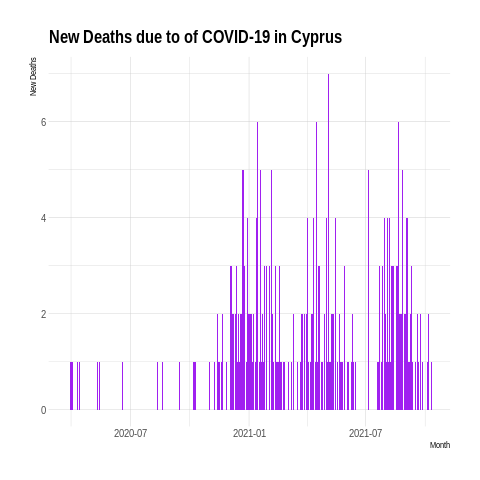 New Deaths due to of COVID-19 in Cyprus
New Deaths
6
4
2
0
2020-07
2021-01
2021-07
Month